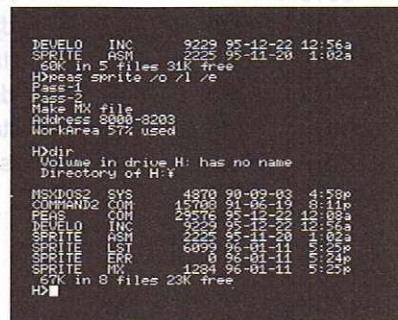 DEVELO INC 9229 95-12-22 12:56a
SPRITE ASM 2225 95-11-20 1:02a
60K in 5 files 31K free
H>peas sprite /o /l /e
Pass-1
Pass-2
Make MX file
Address 8000-8203
WorkArea 57% used
H>dir
Volume in drive H: has no name
Directory of H:¥
MSXDOS2 SYS 4870 90-09-03 4:58p
COMMAND2 COM 15708 91-06-19 8:11p
PEAS COM 29576 95-12-22 12:08a
DEVELO INC 9229 95-12-22 12:56a
SPRITE ASM 2225 95-11-20 1:02a
SPRITE LST 6099 96-01-11 5:25p
SPRITE ERR 0 96-01-11 5:24p
SPRITE MX 1284 96-01-11 5:25p
67K in 8 files 23K free
H>